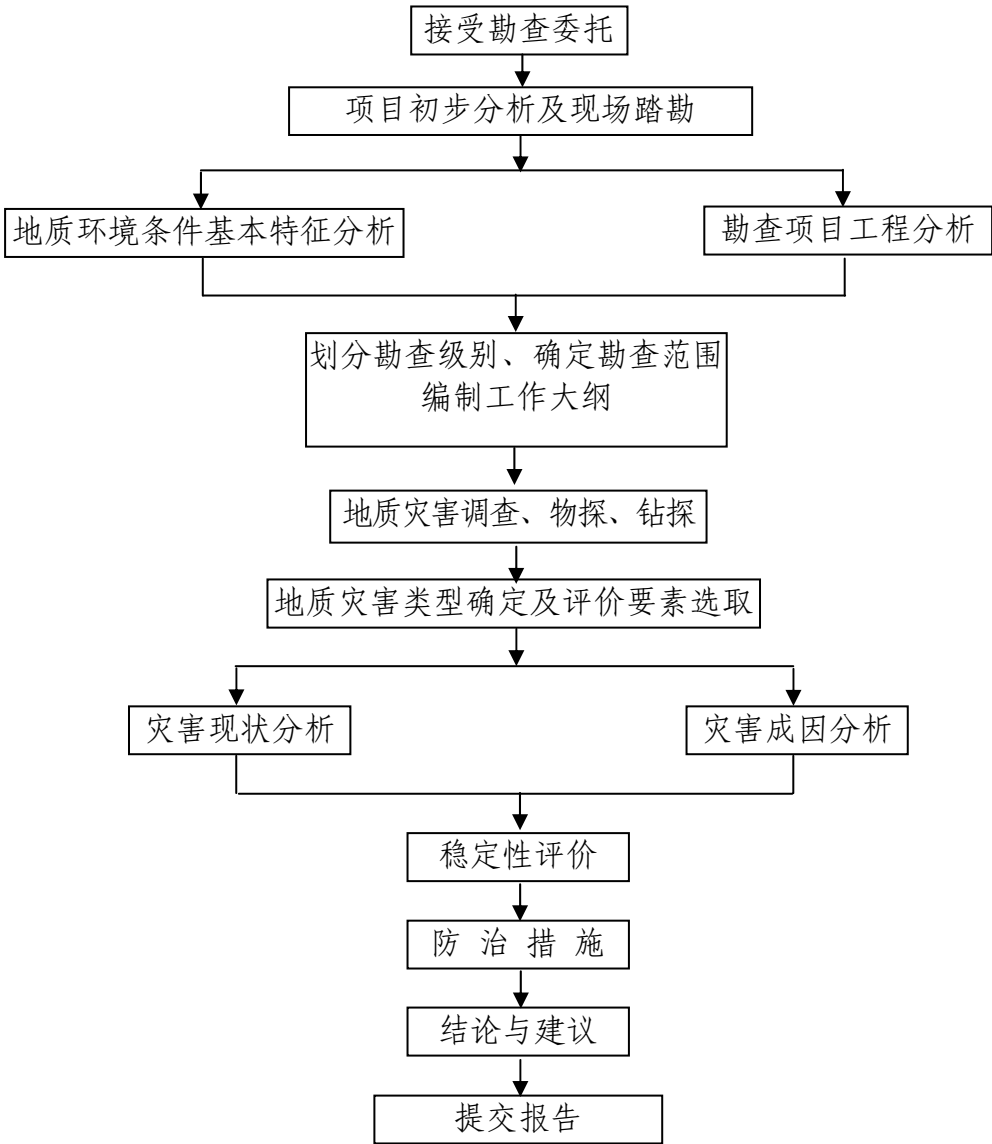 接受勘查委托
项目初步分析及现场踏勘
地质环境条件基本特征分析
勘查项目工程分析
划分勘查级别、确定勘查范围
编制工作大纲
地质灾害调查、物探、钻探
地质灾害类型确定及评价要素选取
灾害现状分析
灾害成因分析
稳定性评价
防 治 措 施
结论与建议
提交报告